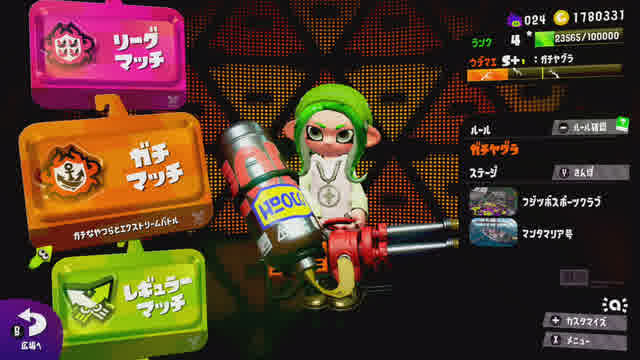 リーグ
マッチ
ガチ
マッチ
ガチなやつらとエクストリームバトル
レギュラー
マッチ
B
広場へ
024
1780331
ランク 4★ 23565/100000
ウデマエ S+ : ガチヤグラ
ルール − ルール確認
ガチヤグラ
ステージ Y さんぽ
フジツボスポーツクラブ
マンタマリア号
+ カスタマイズ
X メニュー